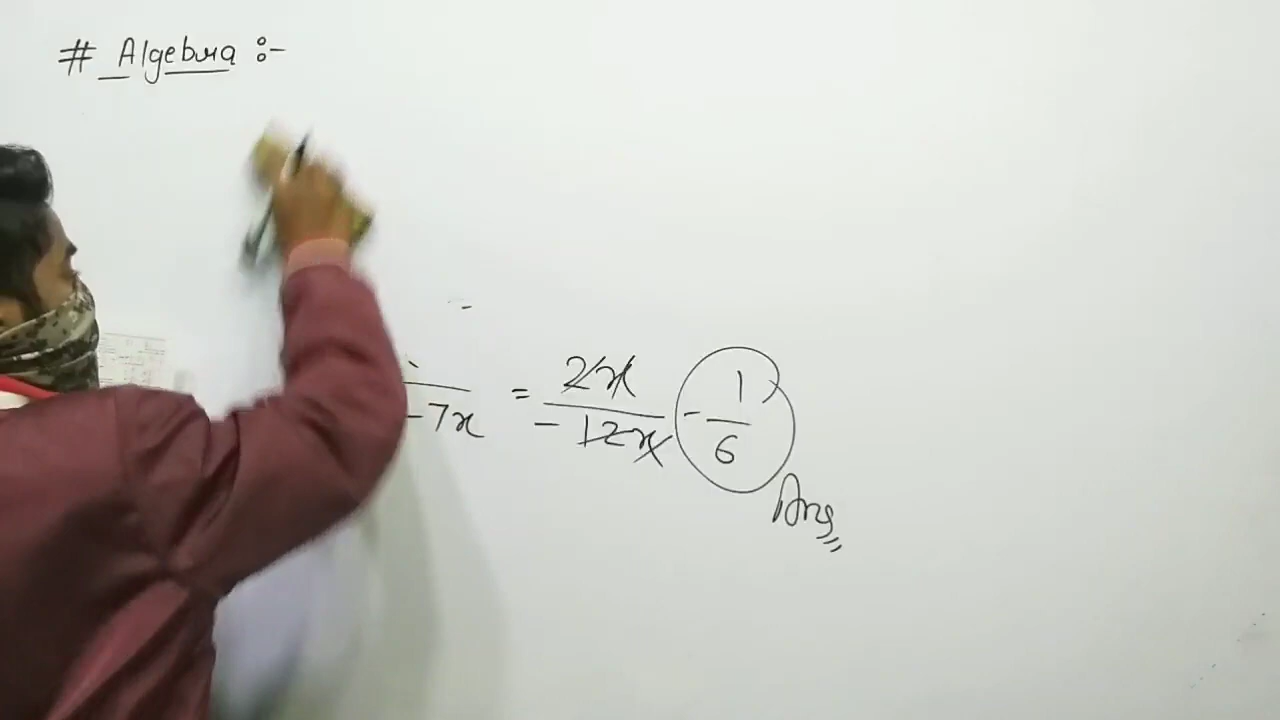 # Algebra :-
-7x = 2x / -12x - 1/6
Ans